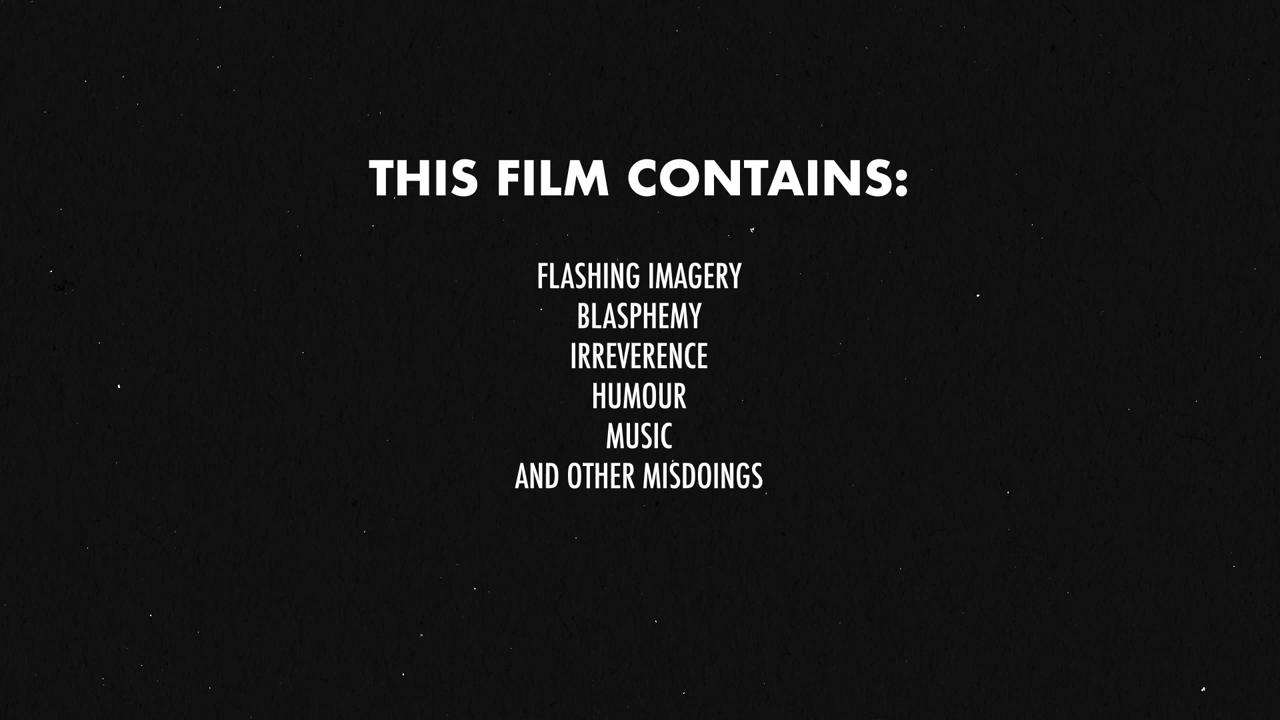 THIS FILM CONTAINS:
FLASHING IMAGERY
BLASPHEMY
IRREVERENCE
HUMOUR
MUSIC
AND OTHER MISDOINGS